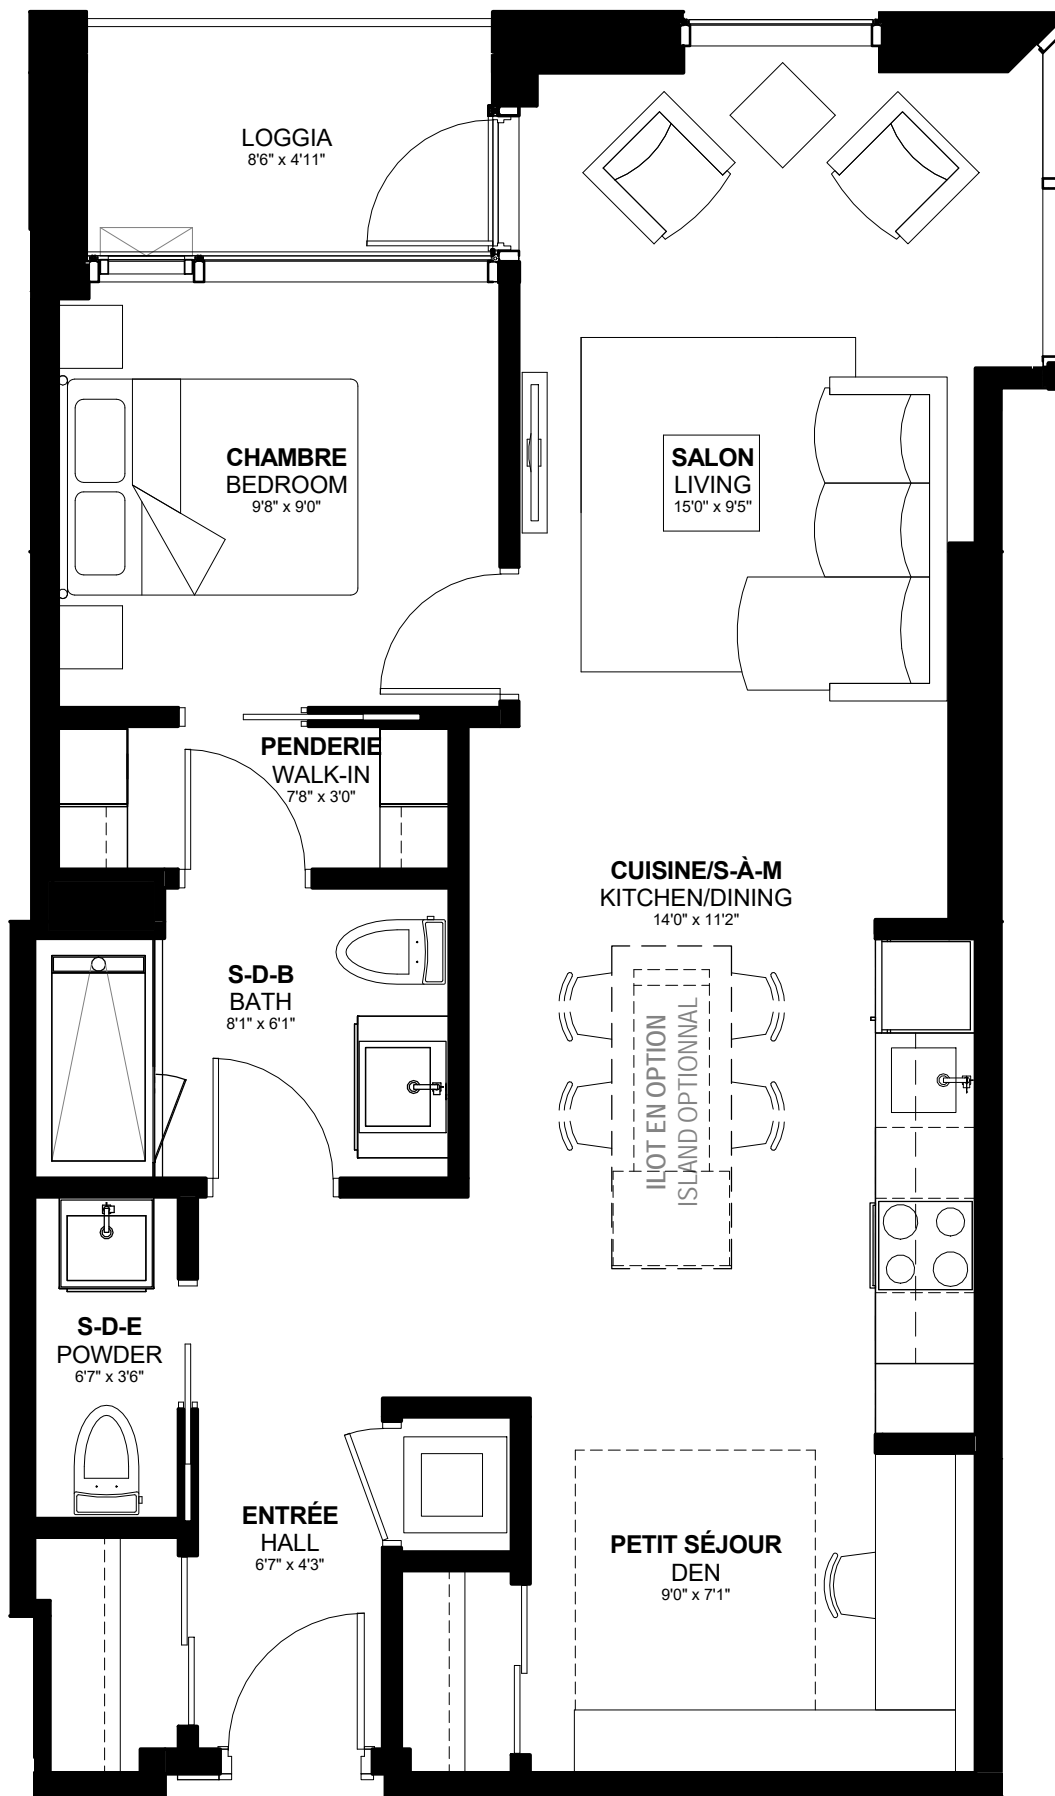 LOGGIA
8'6" x 4'11"
CHAMBRE
BEDROOM
9'8" x 9'0"
SALON
LIVING
15'0" x 9'5"
PENDERIE
WALK-IN
7'8" x 3'0"
CUISINE/S-À-M
KITCHEN/DINING
14'0" x 11'2"
S-D-B
BATH
8'1" x 6'1"
ILOT EN OPTION
ISLAND OPTIONNAL
S-D-E
POWDER
6'7" x 3'6"
ENTRÉE
HALL
6'7" x 4'3"
PETIT SÉJOUR
DEN
9'0" x 7'1"